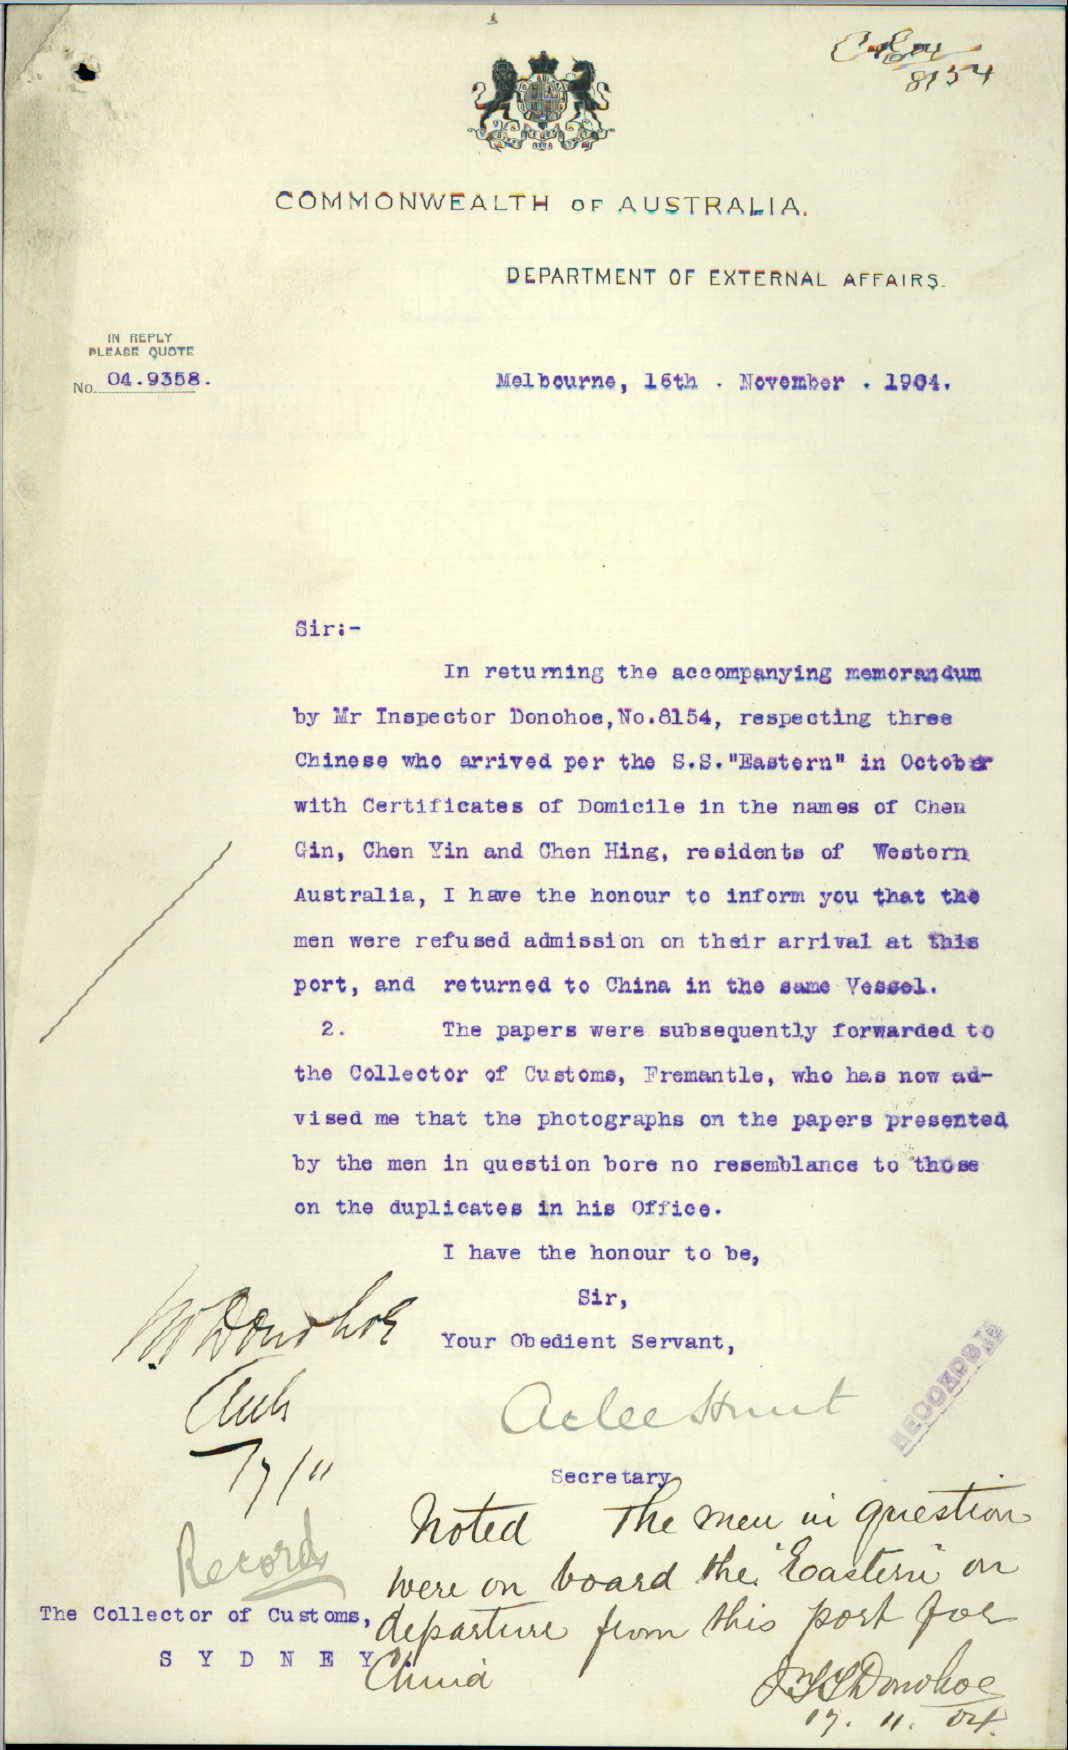 8154
COMMONWEALTH OF AUSTRALIA.
DEPARTMENT OF EXTERNAL AFFAIRS.
IN REPLY
PLEASE QUOTE
No. 04.9358.
Melbourne, 16th . November . 1904.
Sir:-
In returning the accompanying memorandum
by Mr Inspector Donohoe,No.8154, respecting three
Chinese who arrived per the S.S."Eastern" in October
with Certificates of Domicile in the names of Chen
Gin, Chen Yin and Chen Hing, residents of Western
Australia, I have the honour to inform you that the
men were refused admission on their arrival at this
port, and returned to China in the same Vessel.
2. The papers were subsequently forwarded to
the Collector of Customs, Fremantle, who has now ad-
vised me that the photographs on the papers presented
by the men in question bore no resemblance to those
on the duplicates in his Office.
I have the honour to be,
Sir,
Your Obedient Servant,
Mr Donohoe
17/11
Atlee Hunt
RECORDS
Secretary
Record
Noted The men in question
were on board the "Eastern" on
departure from this port for
China
Donohoe
17. 11. 04.
The Collector of Customs,
SYDNEY